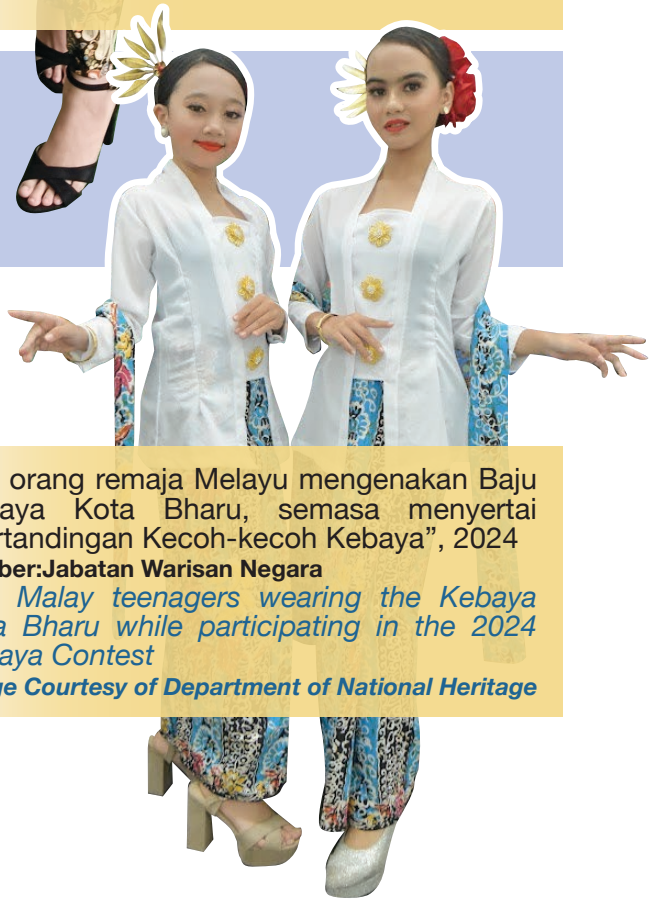 orang remaja Melayu mengenakan Baju
aya Kota Bharu, semasa menyertai
rtandingan Kecoh-kecoh Kebaya”, 2024
ber:Jabatan Warisan Negara
Malay teenagers wearing the Kebaya
a Bharu while participating in the 2024
aya Contest
ge Courtesy of Department of National Heritage